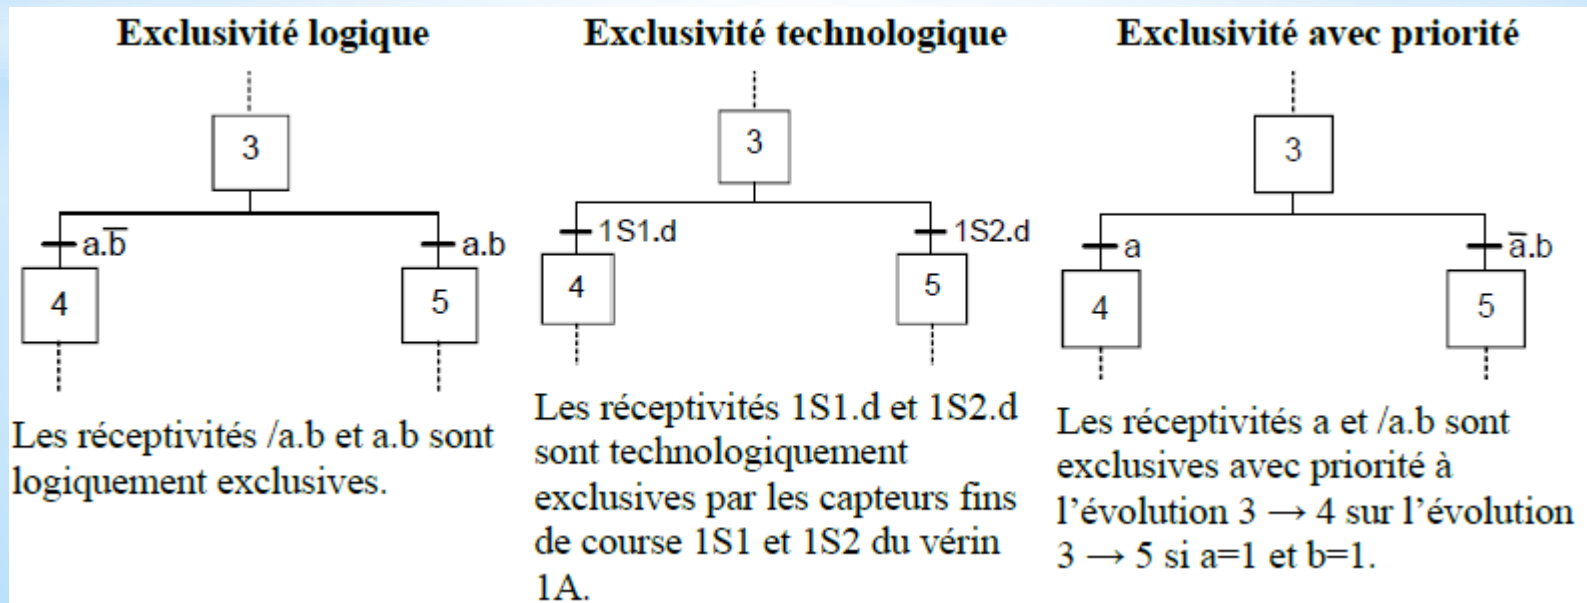 Exclusivité logique
3
a.b̅
a.b
4
5
Les réceptivités /a.b et a.b sont
logiquement exclusives.
Exclusivité technologique
3
1S1.d
1S2.d
4
5
Les réceptivités 1S1.d et 1S2.d
sont technologiquement
exclusives par les capteurs fins
de course 1S1 et 1S2 du vérin
1A.
Exclusivité avec priorité
3
a
a̅.b
4
5
Les réceptivités a et /a.b sont
exclusives avec priorité à
l’évolution 3 → 4 sur l’évolution
3 → 5 si a=1 et b=1.